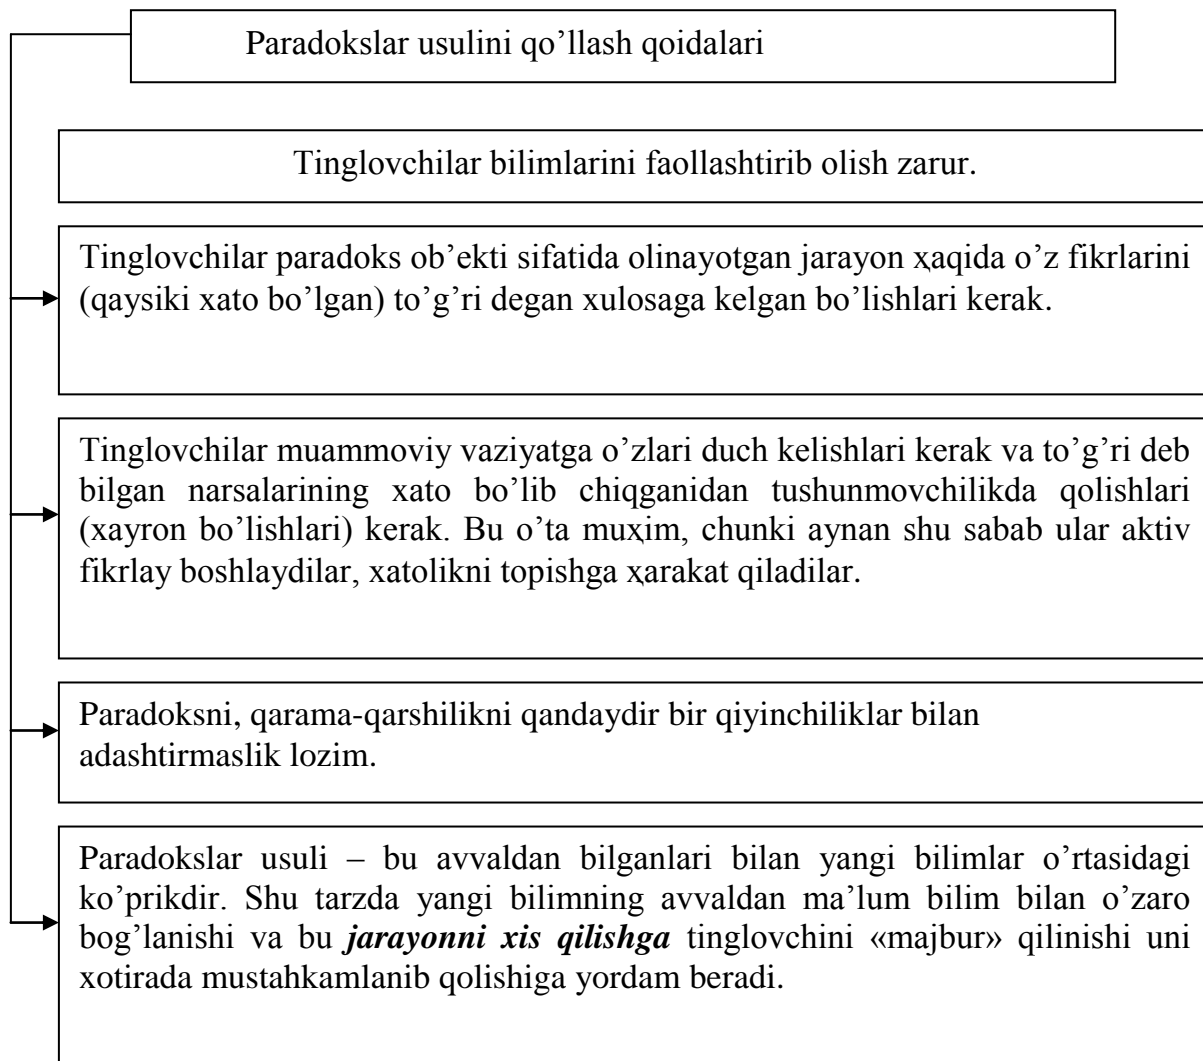 Paradokslar usulini qo’llash qoidalari
Tinglovchilar bilimlarini faollashtirib olish zarur.
Tinglovchilar paradoks ob’ekti sifatida olinayotgan jarayon ҳaqida o’z fikrlarini
(qaysiki xato bo’lgan) to’g’ri degan xulosaga kelgan bo’lishlari kerak.
Tinglovchilar muammoviy vaziyatga o’zlari duch kelishlari kerak va to’g’ri deb
bilgan narsalarining xato bo’lib chiqganidan tushunmovchilikda qolishlari
(xayron bo’lishlari) kerak. Bu o’ta muҳim, chunki aynan shu sabab ular aktiv
fikrlay boshlaydilar, xatolikni topishga ҳarakat qiladilar.
Paradoksni, qarama-qarshilikni qandaydir bir qiyinchiliklar bilan
adashtirmaslik lozim.
Paradokslar usuli – bu avvaldan bilganlari bilan yangi bilimlar o’rtasidagi
ko’prikdir. Shu tarzda yangi bilimning avvaldan ma’lum bilim bilan o’zaro
bog’lanishi va bu jarayonni xis qilishga tinglovchini «majbur» qilinishi uni
xotirada mustahkamlanib qolishiga yordam beradi.